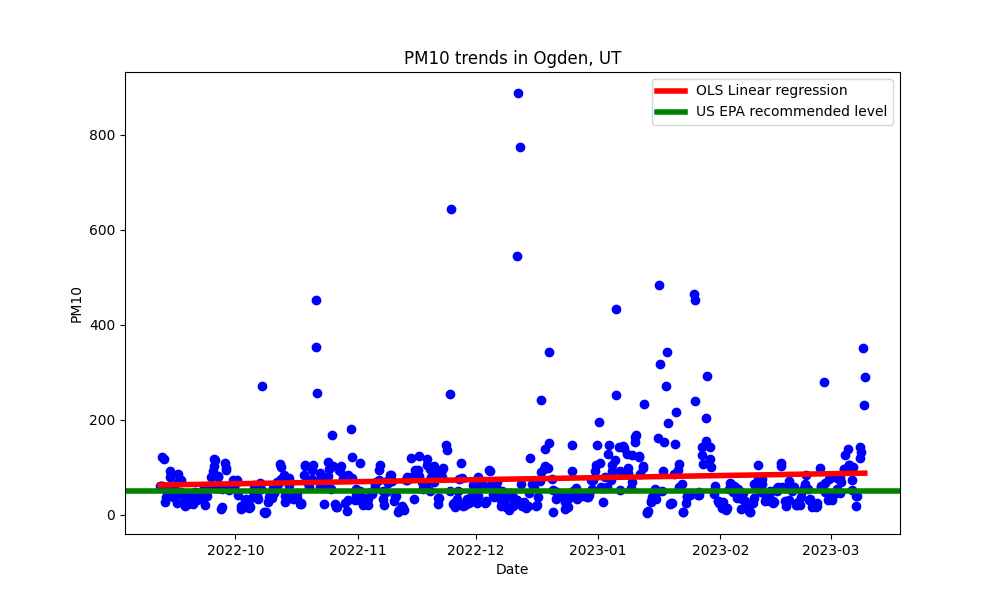 PM10 trends in Ogden, UT
OLS Linear regression
US EPA recommended level
800
600
400
200
0
PM10
2022-10
2022-11
2022-12
2023-01
2023-02
2023-03
Date